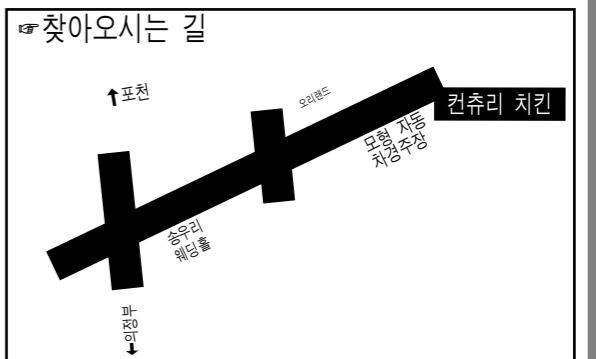 ☞찾아오시는 길
↑포천
오리랜드
컨츄리 치킨
모형 자동
차경주장
송우리
웨딩홀
←의정부